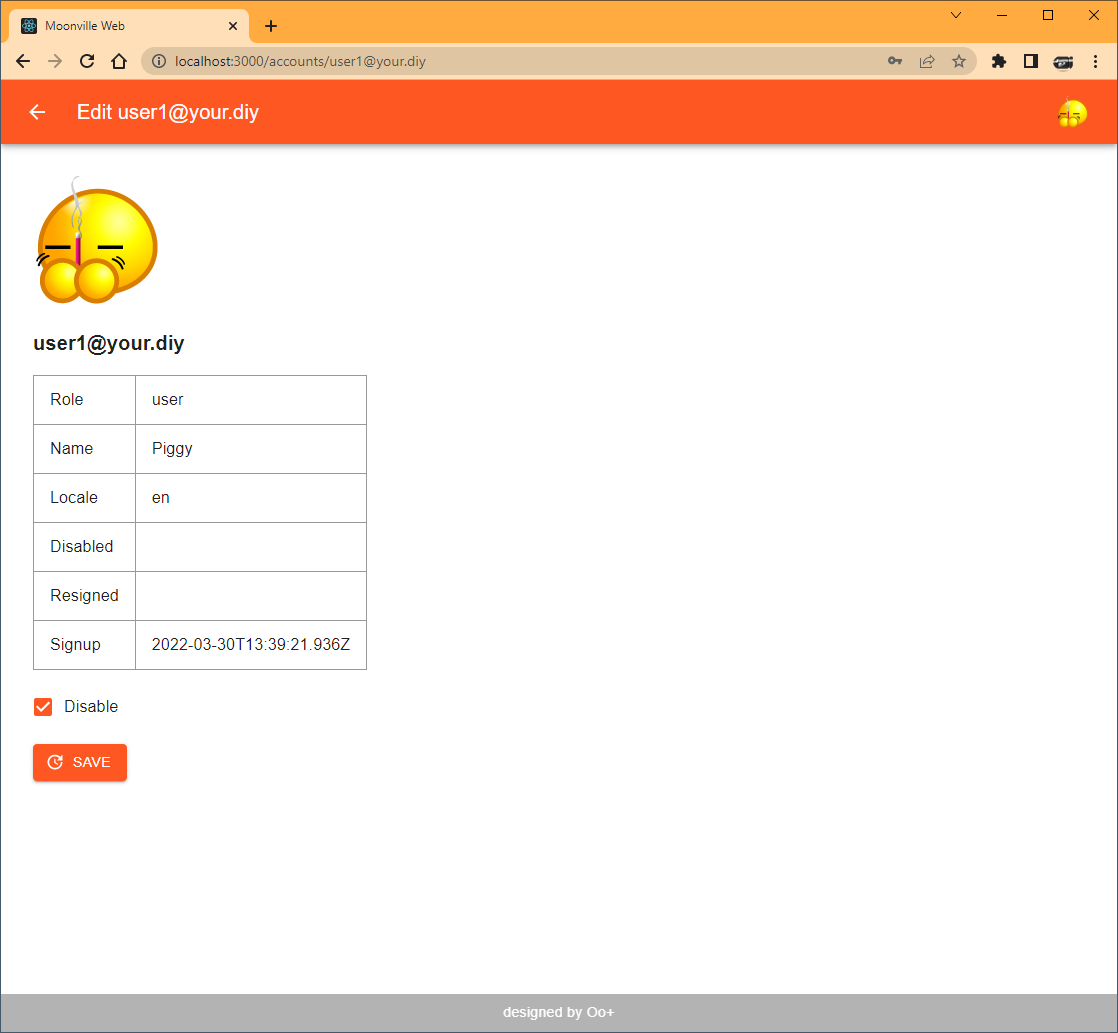 Moonville Web
localhost:3000/accounts/user1@your.diy
Edit user1@your.diy
user1@your.diy
Role user
Name Piggy
Locale en
Disabled
Resigned
Signup 2022-03-30T13:39:21.936Z
Disable
SAVE
designed by Oo+